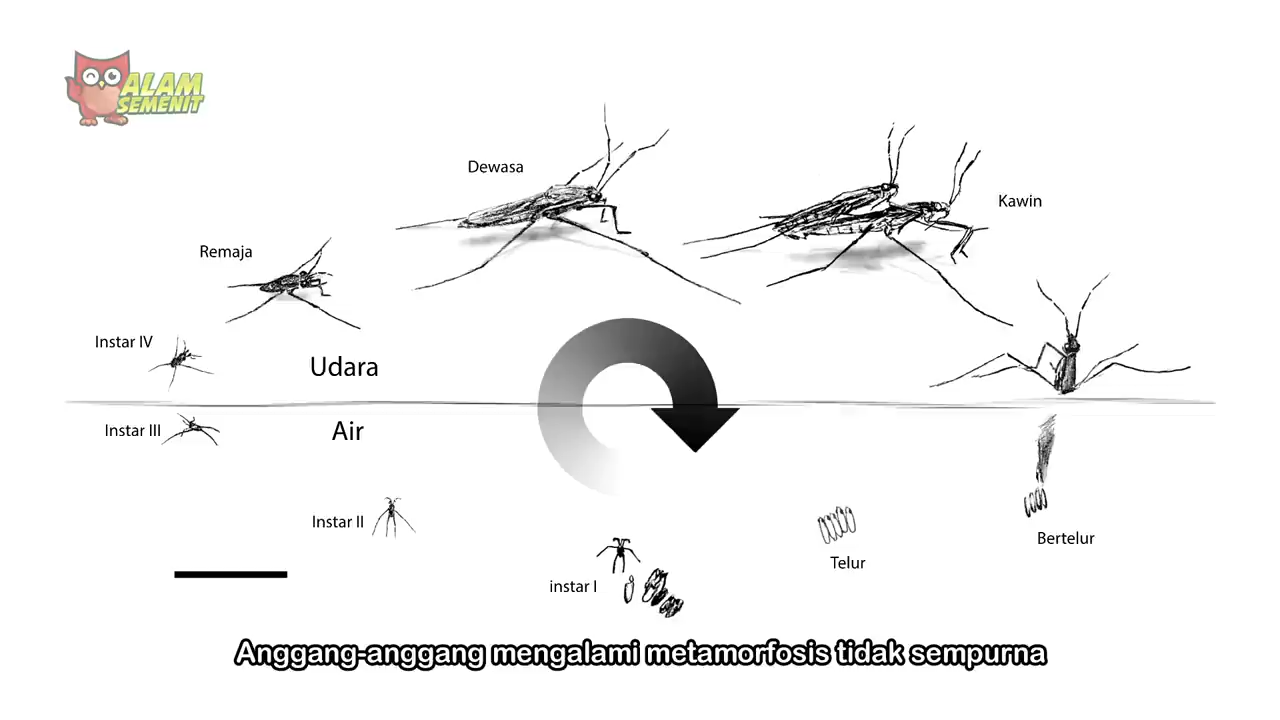 ALAM
SEMENIT
Dewasa
Kawin
Remaja
Instar IV
Udara
Instar III
Air
Instar II
instar I
Telur
Bertelur
Anggang-anggang mengalami metamorfosis tidak sempurna